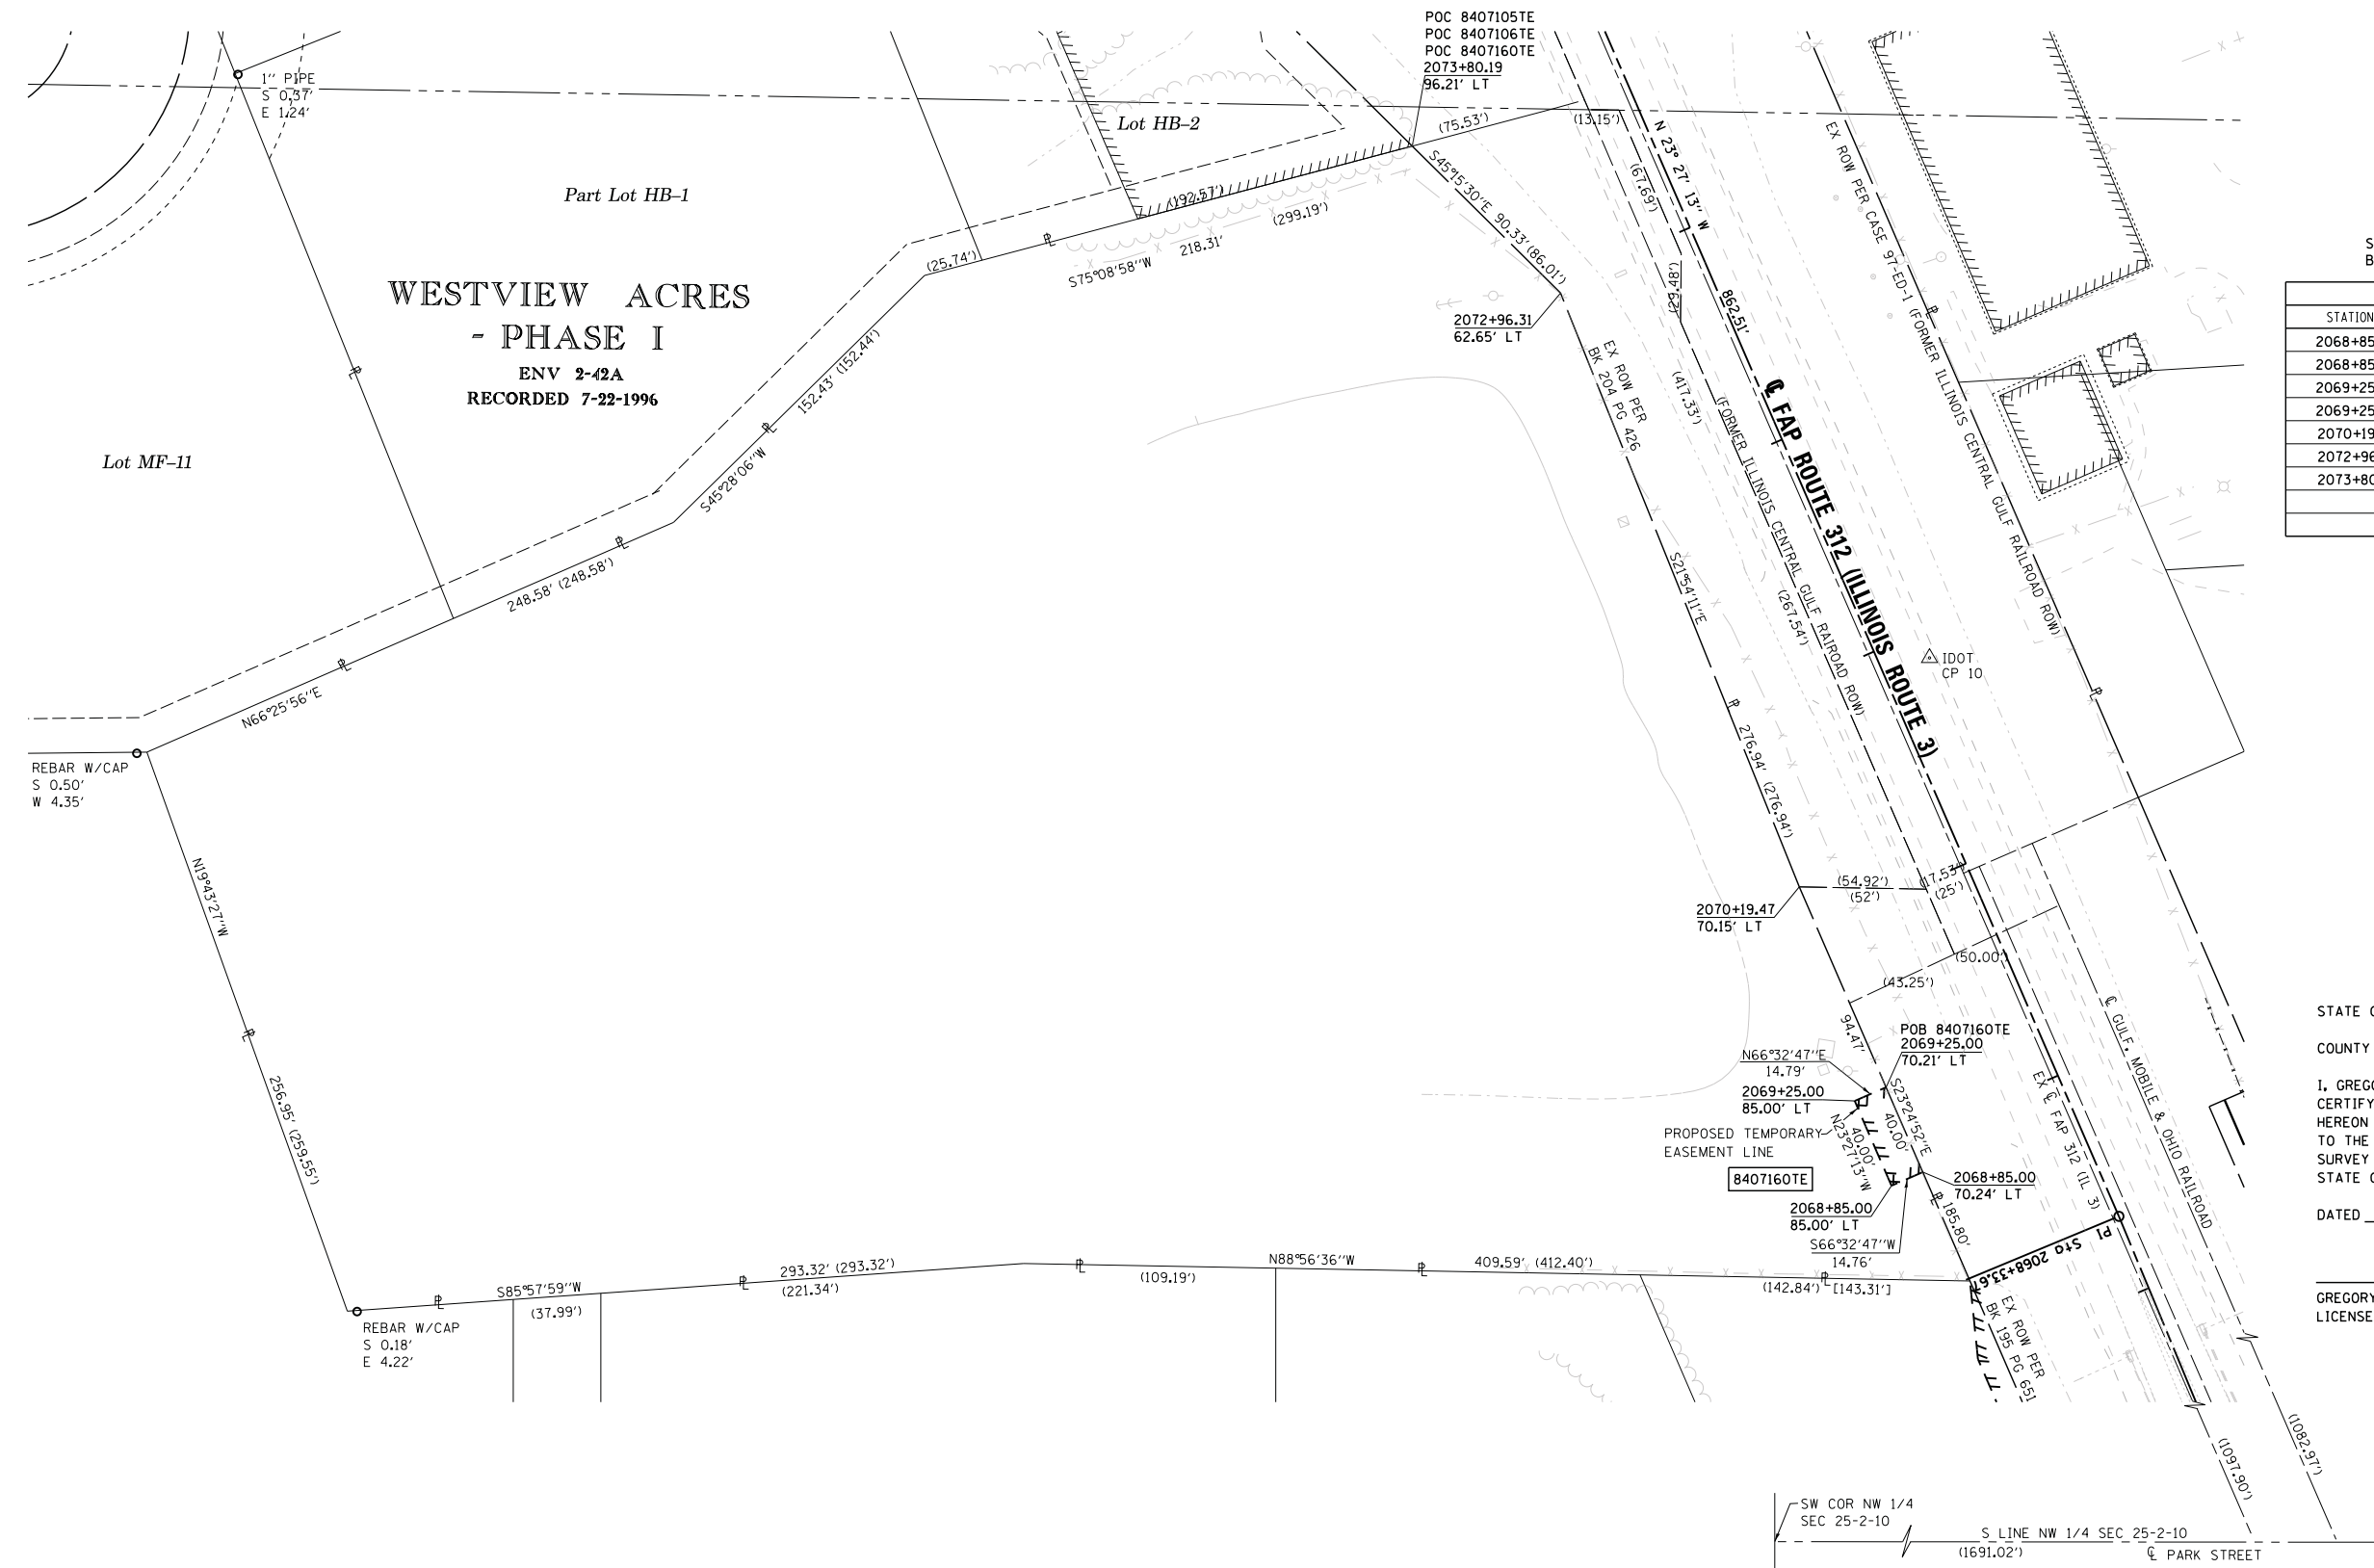 POC 8407105TE
POC 8407106TE
POC 8407160TE
2073+80.19
96.21' LT
1" PIPE
S 0.37'
E 1.24'
Lot HB-2
Part Lot HB-1
(75.53')
(13.15')
(192.57')
(299.19')
218.31'
S75°08'58"W
(25.74')
S45°15'30"E 90.33' (86.01')
(67.69')
N 23° 27' 13" W
(29.48')
862.51'
EX ROW PER CASE 97-ED-1 (FORMER ILLINOIS CENTRAL GULF RAILROAD ROW)
WESTVIEW ACRES
- PHASE I
ENV 2-42A
RECORDED 7-22-1996
152.43' (152.44')
S45°28'06"W
2072+96.31
62.65' LT
EX ROW PER
BK 204 PG 426
(417.33')
(FORMER ILLINOIS CENTRAL GULF RAIROAD ROW)
℄ FAP ROUTE 312 (ILLINOIS ROUTE 3)
STATION
2068+85
2068+85
2069+25
2069+25
2070+19
2072+96
2073+80
Lot MF-11
248.58' (248.58')
N66°25'56"E
S21°54'11"E
(267.54')
IDOT
CP 10
276.94' (276.94')
REBAR W/CAP
S 0.50'
W 4.35'
N19°43'27"W
256.95' (259.55')
(54.92')
(52')
(17.53')
(25')
2070+19.47
70.15' LT
(50.00')
(43.25')
94.47'
POB 8407160TE
2069+25.00
70.21' LT
N66°32'47"E
14.79'
2069+25.00
85.00' LT
PROPOSED TEMPORARY
EASEMENT LINE
8407160TE
40.00'
N23°27'13"W
S23°24'52"E
40.00'
2068+85.00
70.24' LT
2068+85.00
85.00' LT
S66°32'47"W
14.76'
185.80'
EX ℄ FAP 312 (IL 3)
℄ GULF, MOBILE & OHIO RAILROAD
PI Sta 2068+33.67
EX ROW PER
BK 195 PG 651
STATE
COUNTY
I, GREGO
CERTIFY
HEREON
TO THE
SURVEY
STATE
DATED
GREGORY
LICENSE
S85°57'59"W
(37.99')
293.32' (293.32')
(221.34')
(109.19')
N88°56'36"W
409.59' (412.40')
(142.84') [143.31']
REBAR W/CAP
S 0.18'
E 4.22'
(1097.90')
(1082.97')
SW COR NW 1/4
SEC 25-2-10
S LINE NW 1/4 SEC 25-2-10
(1691.02')
℄ PARK STREET